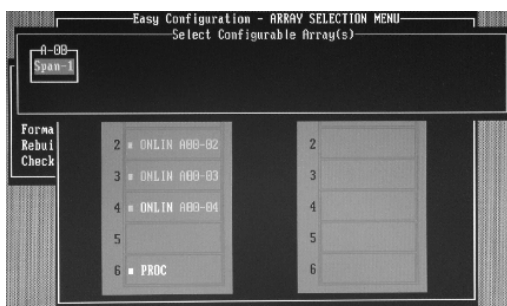 Easy Configuration - ARRAY SELECTION MENU
Select Configurable Array(s)
A-0
Span-1
Forma
Rebui
Check
2 ONLIN A00-02 2
3 ONLIN A00-03 3
4 ONLIN A00-04 4
5 5
6 PROC 6